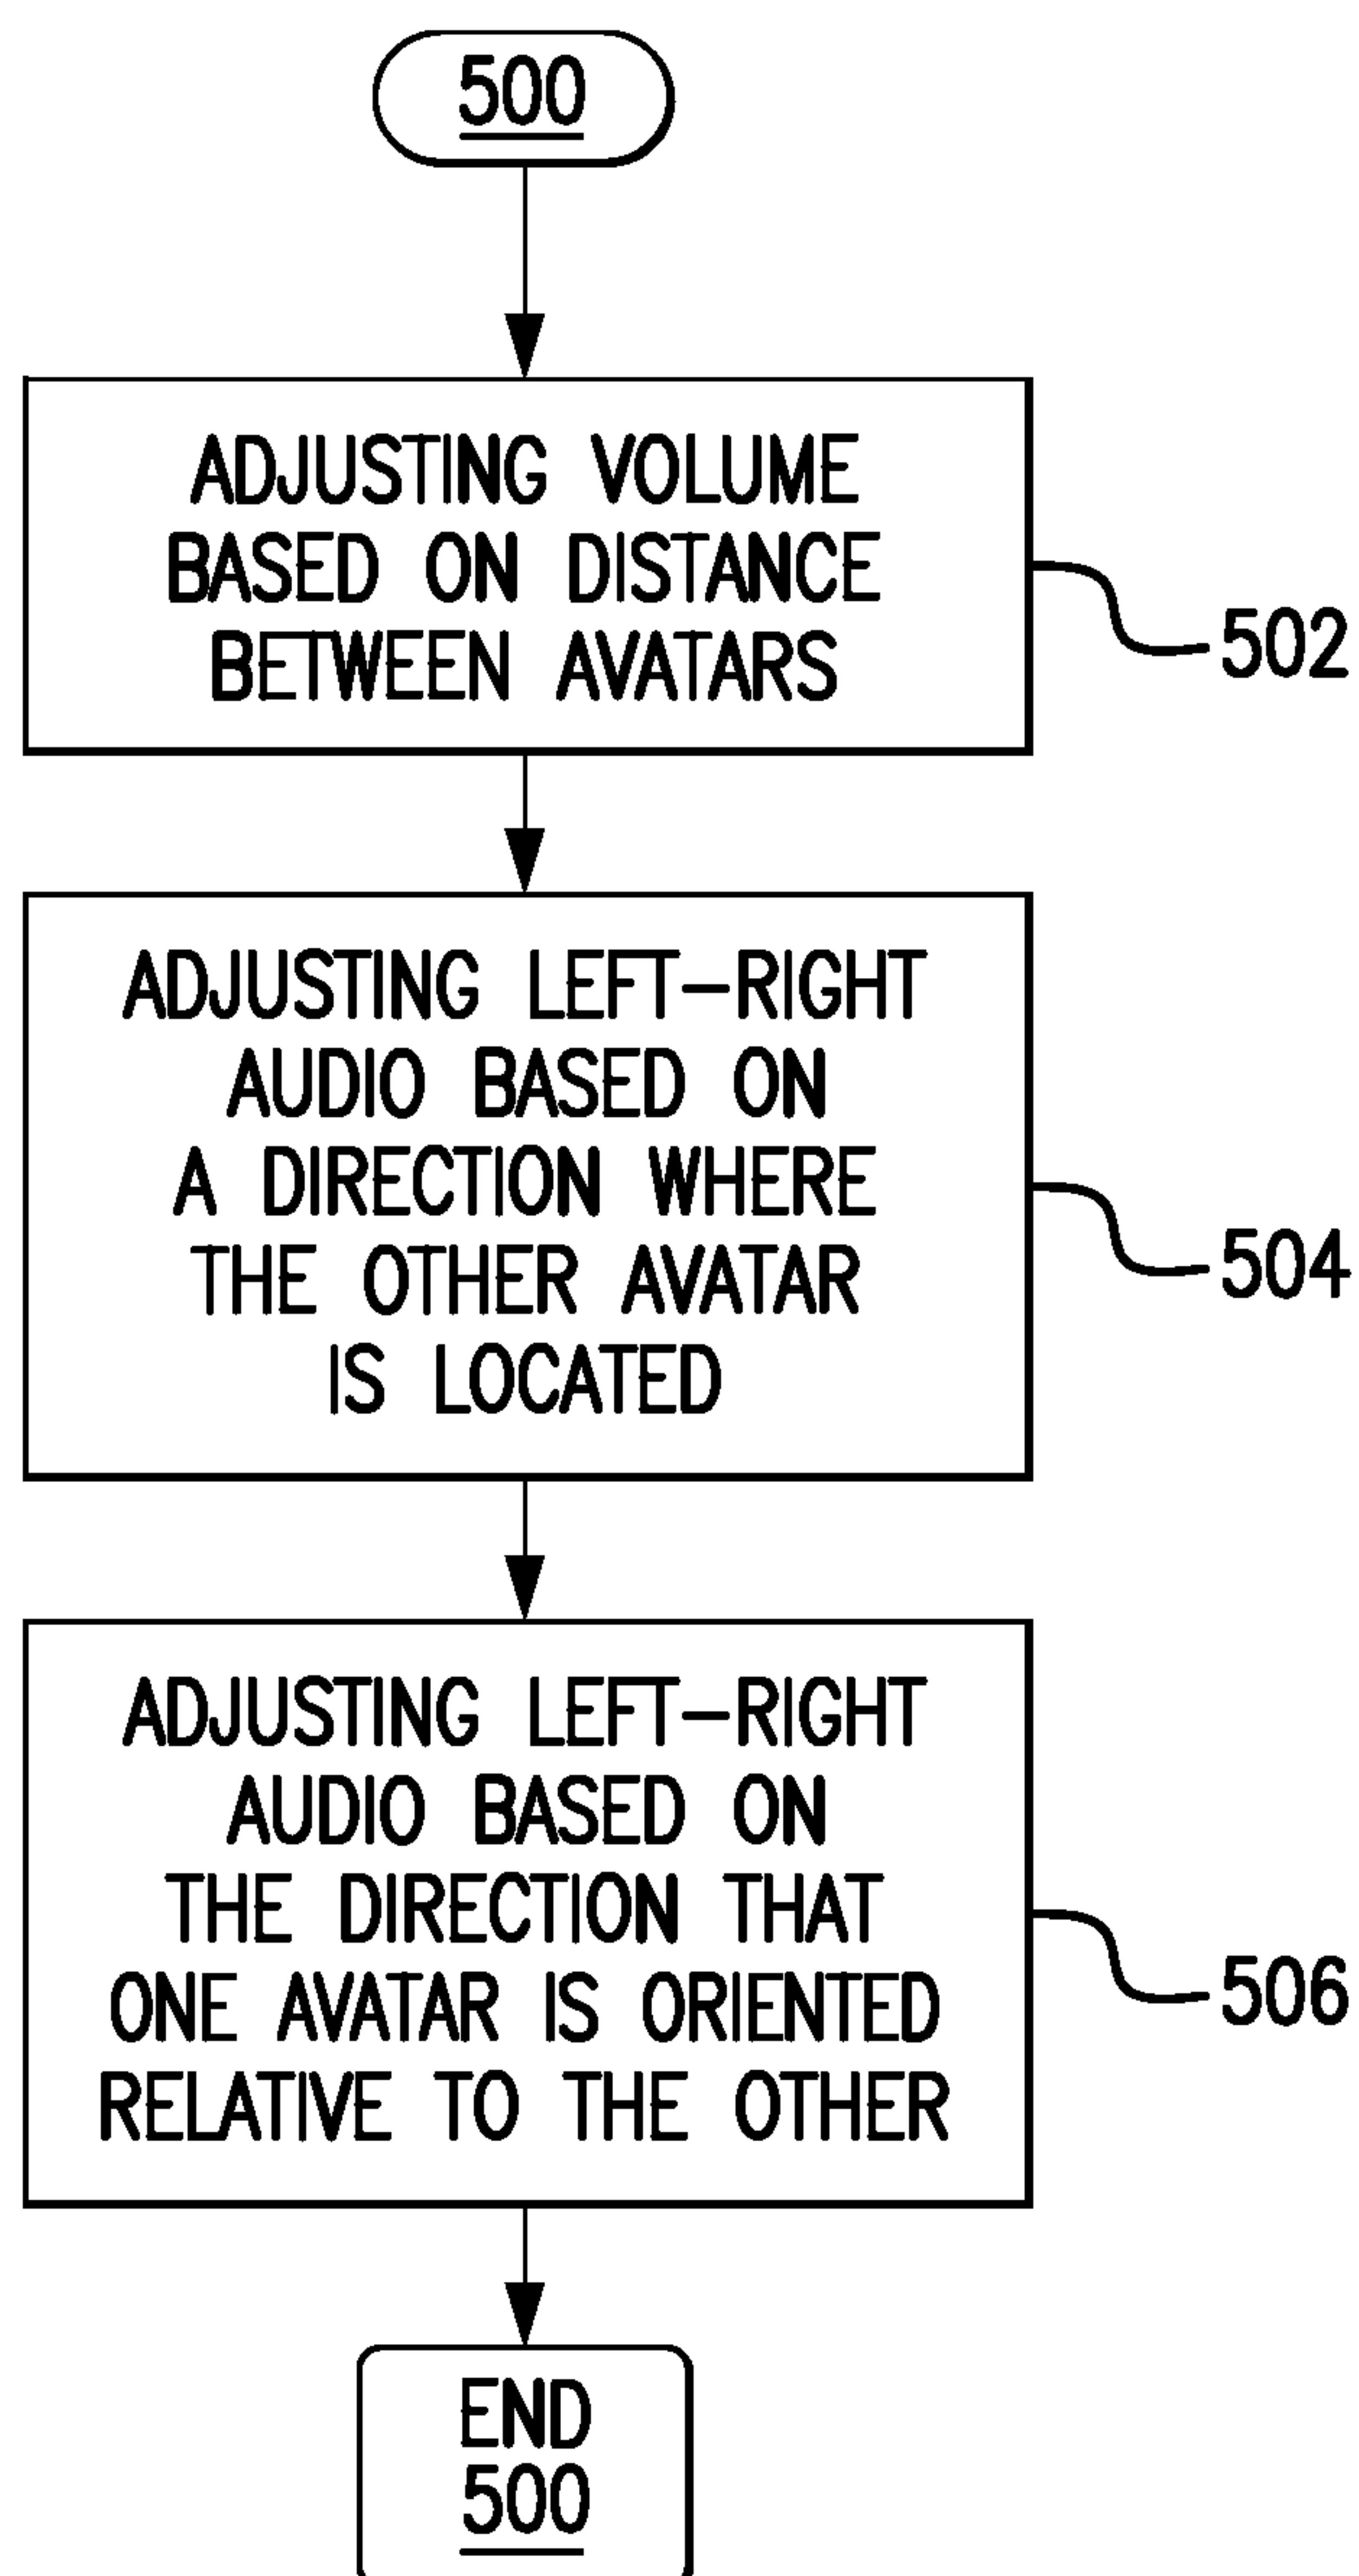 500
ADJUSTING VOLUME
BASED ON DISTANCE
BETWEEN AVATARS
502
ADJUSTING LEFT-RIGHT
AUDIO BASED ON
A DIRECTION WHERE
THE OTHER AVATAR
IS LOCATED
504
ADJUSTING LEFT-RIGHT
AUDIO BASED ON
THE DIRECTION THAT
ONE AVATAR IS ORIENTED
RELATIVE TO THE OTHER
506
END
500